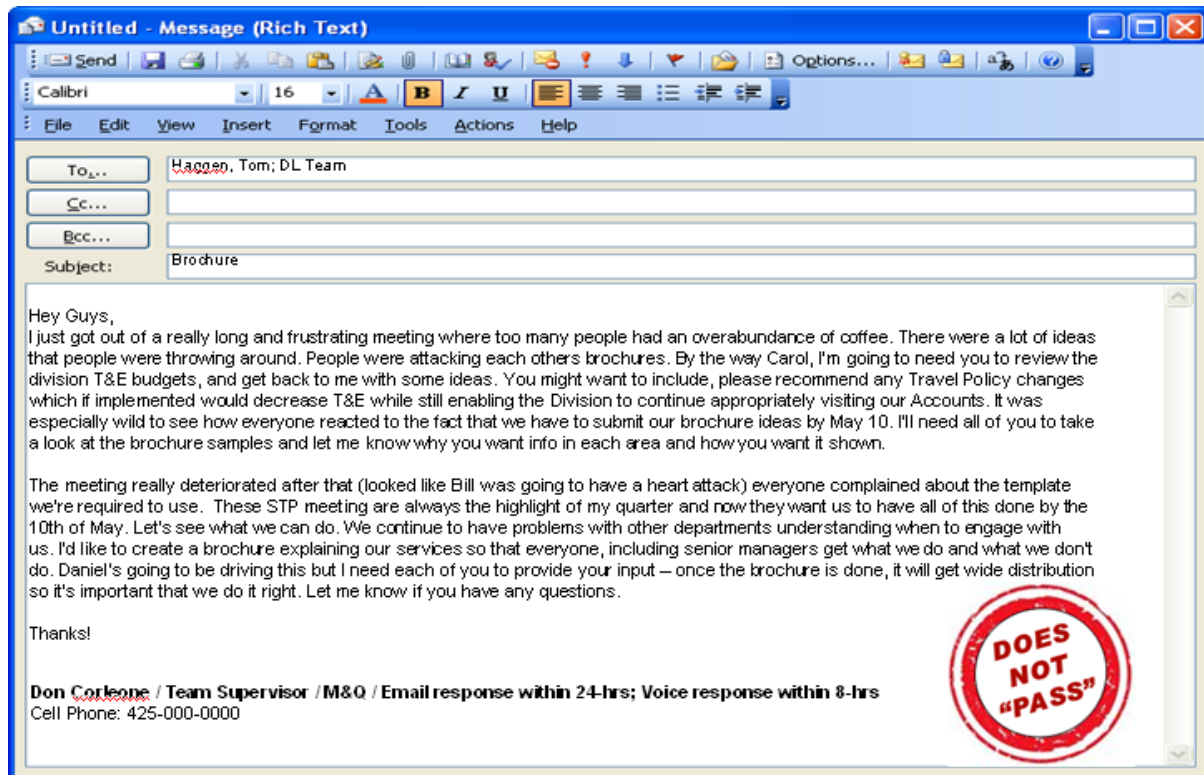 Untitled - Message (Rich Text)
Send Options...
Calibri 16 A B I U
File Edit View Insert Format Tools Actions Help
To... Haggen, Tom; DL Team
Cc...
Bcc...
Subject: Brochure
Hey Guys,
I just got out of a really long and frustrating meeting where too many people had an overabundance of coffee. There were a lot of ideas
that people were throwing around. People were attacking each others brochures. By the way Carol, I'm going to need you to review the
division T&E budgets, and get back to me with some ideas. You might want to include, please recommend any Travel Policy changes
which if implemented would decrease T&E while still enabling the Division to continue appropriately visiting our Accounts. It was
especially wild to see how everyone reacted to the fact that we have to submit our brochure ideas by May 10. I'll need all of you to take
a look at the brochure samples and let me know why you want info in each area and how you want it shown.
The meeting really deteriorated after that (looked like Bill was going to have a heart attack) everyone complained about the template
we're required to use. These STP meeting are always the highlight of my quarter and now they want us to have all of this done by the
10th of May. Let's see what we can do. We continue to have problems with other departments understanding when to engage with
us. I'd like to create a brochure explaining our services so that everyone, including senior managers get what we do and what we don't
do. Daniel's going to be driving this but I need each of you to provide your input – once the brochure is done, it will get wide distribution
so it's important that we do it right. Let me know if you have any questions.
Thanks!
DOES
NOT
“PASS”
Don Corleone / Team Supervisor / M&Q / Email response within 24-hrs; Voice response within 8-hrs
Cell Phone: 425-000-0000